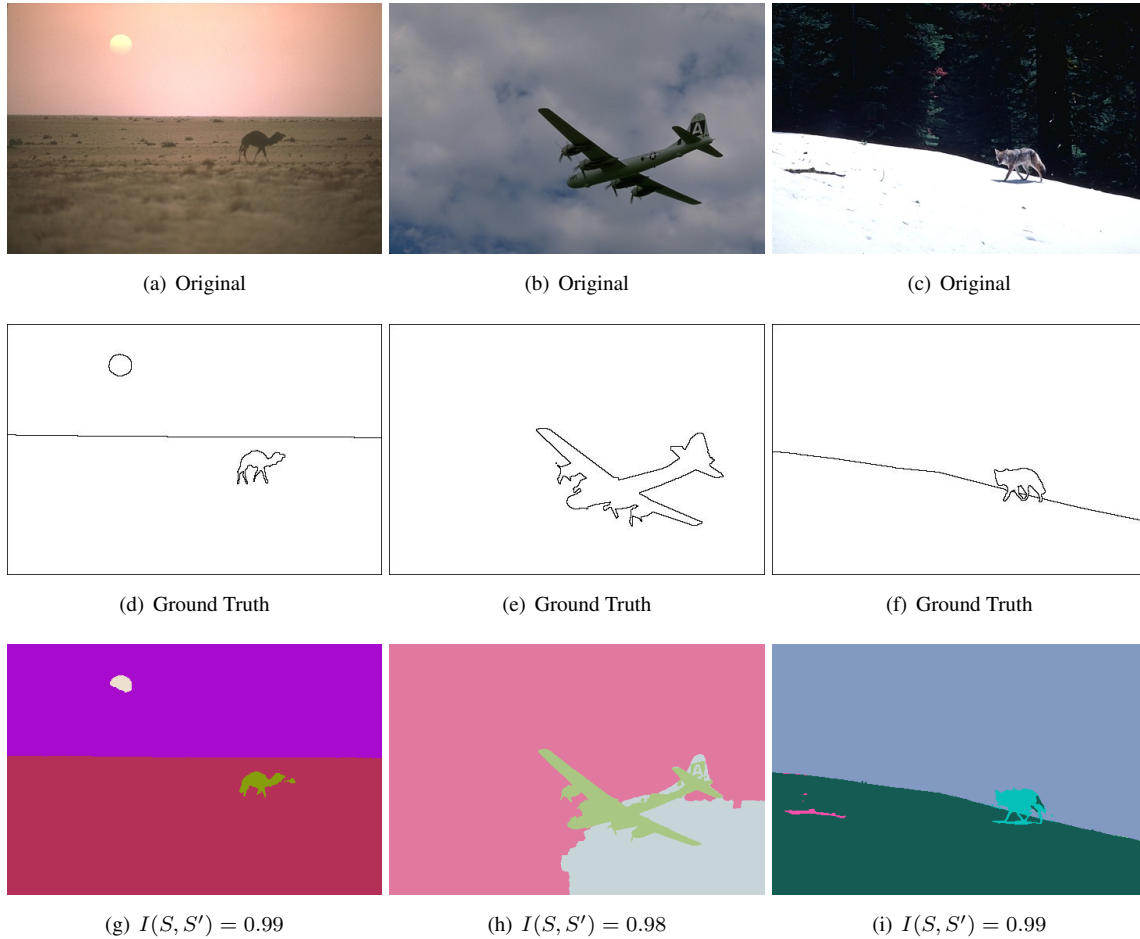 (a) Original
(b) Original
(c) Original
(d) Ground Truth
(e) Ground Truth
(f) Ground Truth
A
A
(g) I(S, S′) = 0.99
(h) I(S, S′) = 0.98
(i) I(S, S′) = 0.99